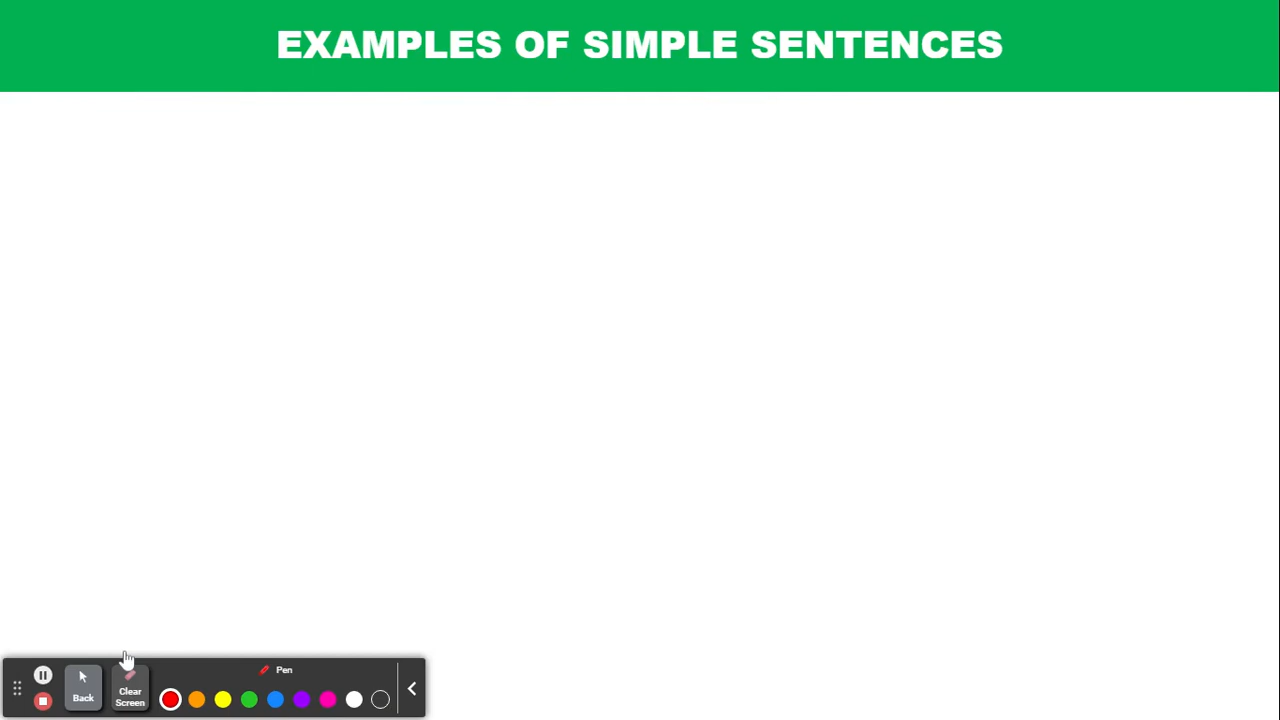 EXAMPLES OF SIMPLE SENTENCES
Pen
Back
Clear
Screen